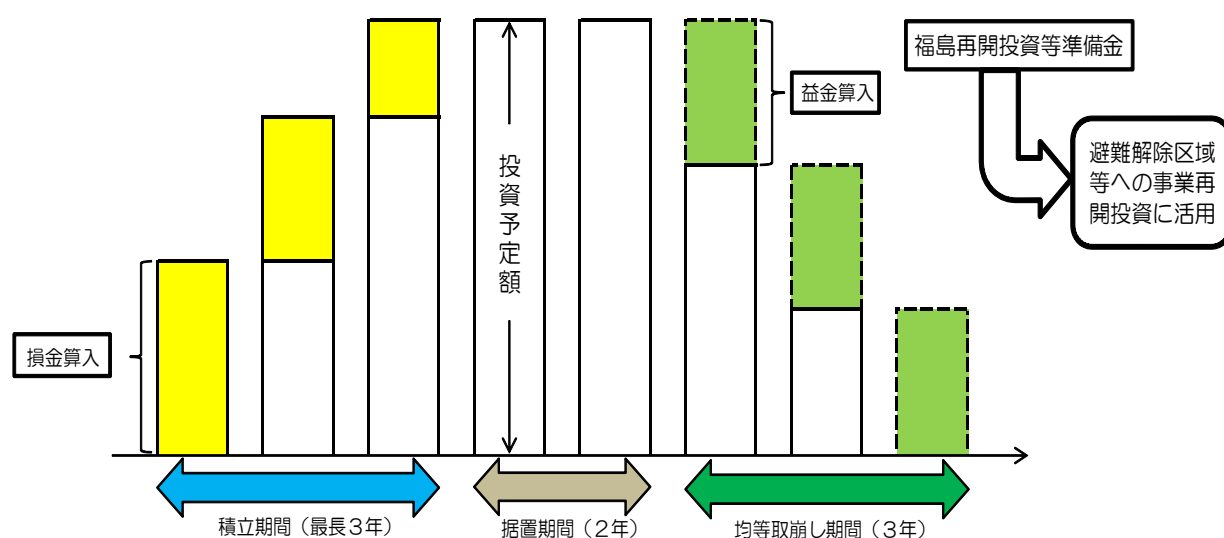 福島再開投資等準備金
益金算入
避難解除区域
等への事業再
開投資に活用
投資予定額
損金算入
積立期間（最長３年）
据置期間（２年）
均等取崩し期間（３年）